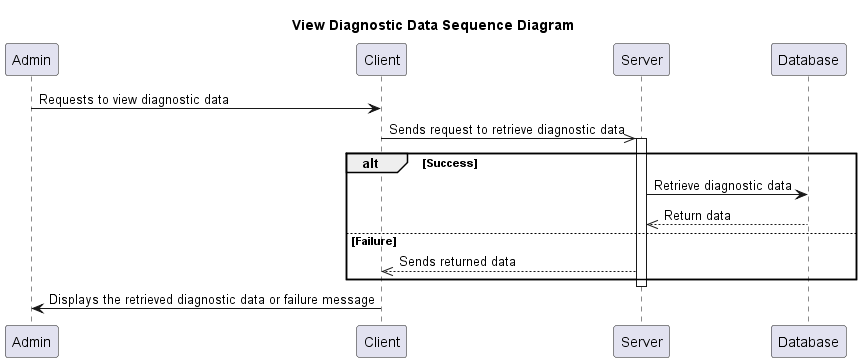 View Diagnostic Data Sequence Diagram
Admin Client Server Database
Requests to view diagnostic data
Sends request to retrieve diagnostic data
alt [Success]
Retrieve diagnostic data
Return data
[Failure]
Sends returned data
Displays the retrieved diagnostic data or failure message
Admin Client Server Database